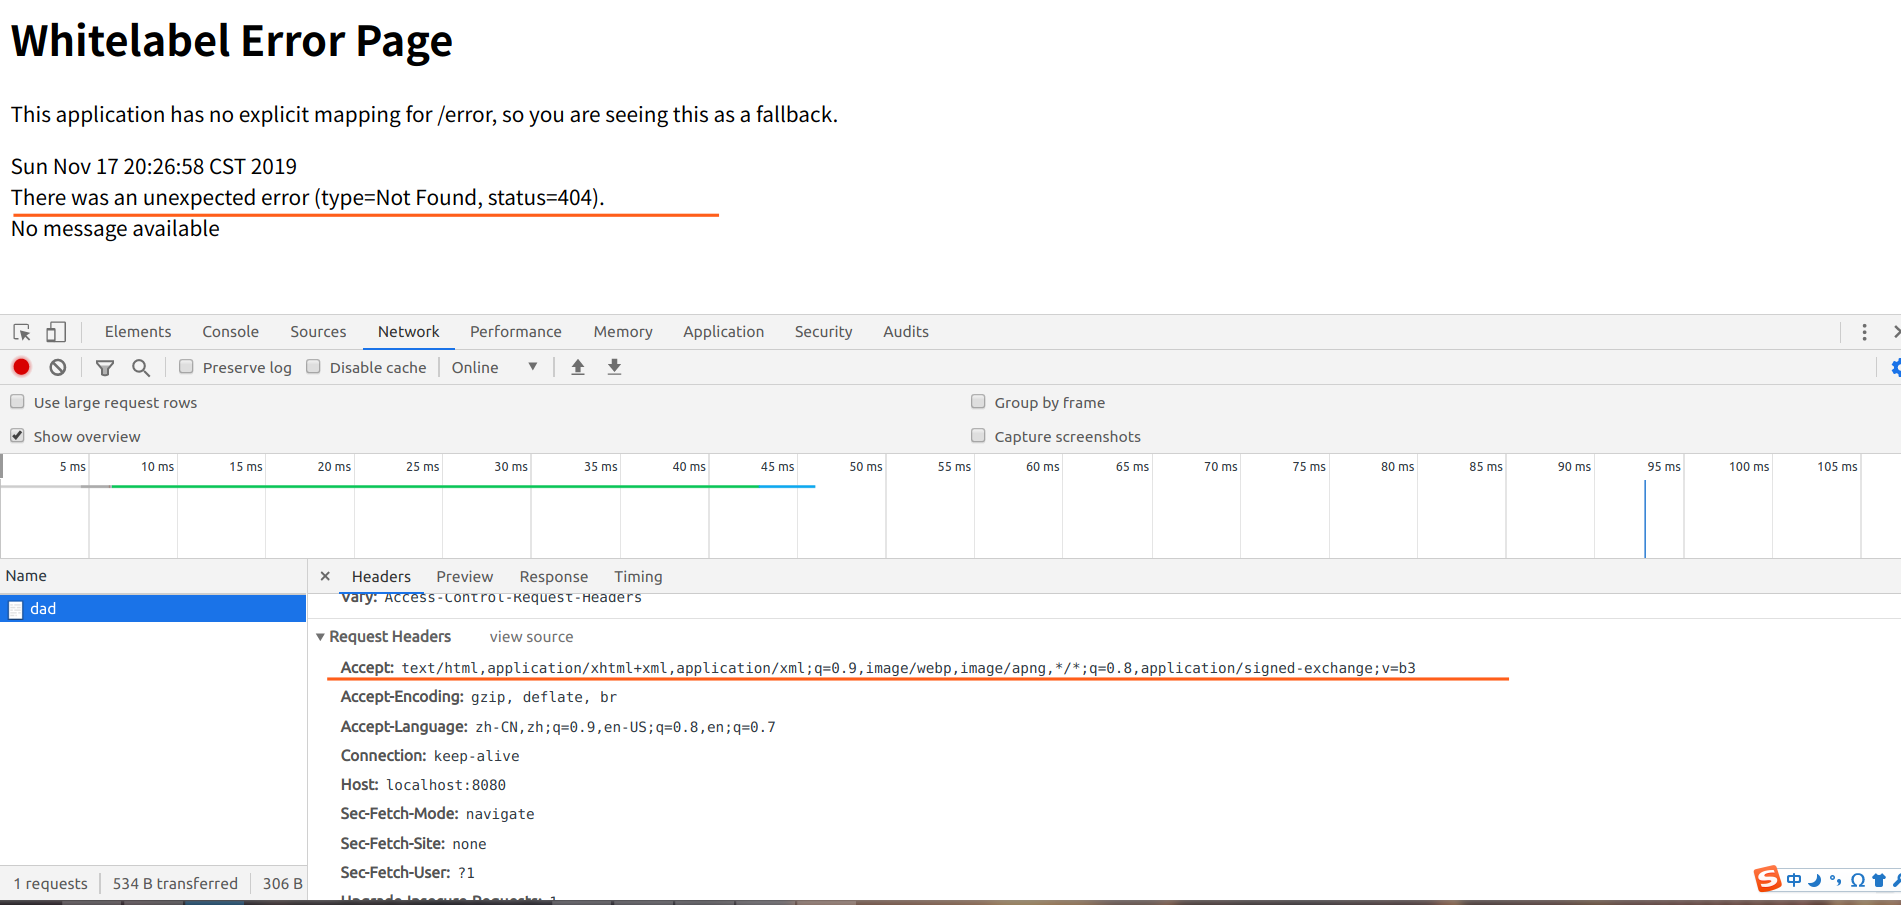 Whitelabel Error Page
This application has no explicit mapping for /error, so you are seeing this as a fallback.
Sun Nov 17 20:26:58 CST 2019
There was an unexpected error (type=Not Found, status=404).
No message available
Elements Console Sources Network Performance Memory Application Security Audits
Preserve log Disable cache Online
Use large request rows Group by frame
Show overview Capture screenshots
5 ms 10 ms 15 ms 20 ms 25 ms 30 ms 35 ms 40 ms 45 ms 50 ms 55 ms 60 ms 65 ms 70 ms 75 ms 80 ms 85 ms 90 ms 95 ms 100 ms 105 ms
Name Headers Preview Response Timing
dad
Vary: Access-Control-Request-Headers
Request Headers view source
Accept: text/html,application/xhtml+xml,application/xml;q=0.9,image/webp,image/apng,*/*;q=0.8,application/signed-exchange;v=b3
Accept-Encoding: gzip, deflate, br
Accept-Language: zh-CN,zh;q=0.9,en-US;q=0.8,en;q=0.7
Connection: keep-alive
Host: localhost:8080
Sec-Fetch-Mode: navigate
Sec-Fetch-Site: none
Sec-Fetch-User: ?1
Upgrade-Insecure-Requests: 1
1 requests 534 B transferred 306 B
S 中